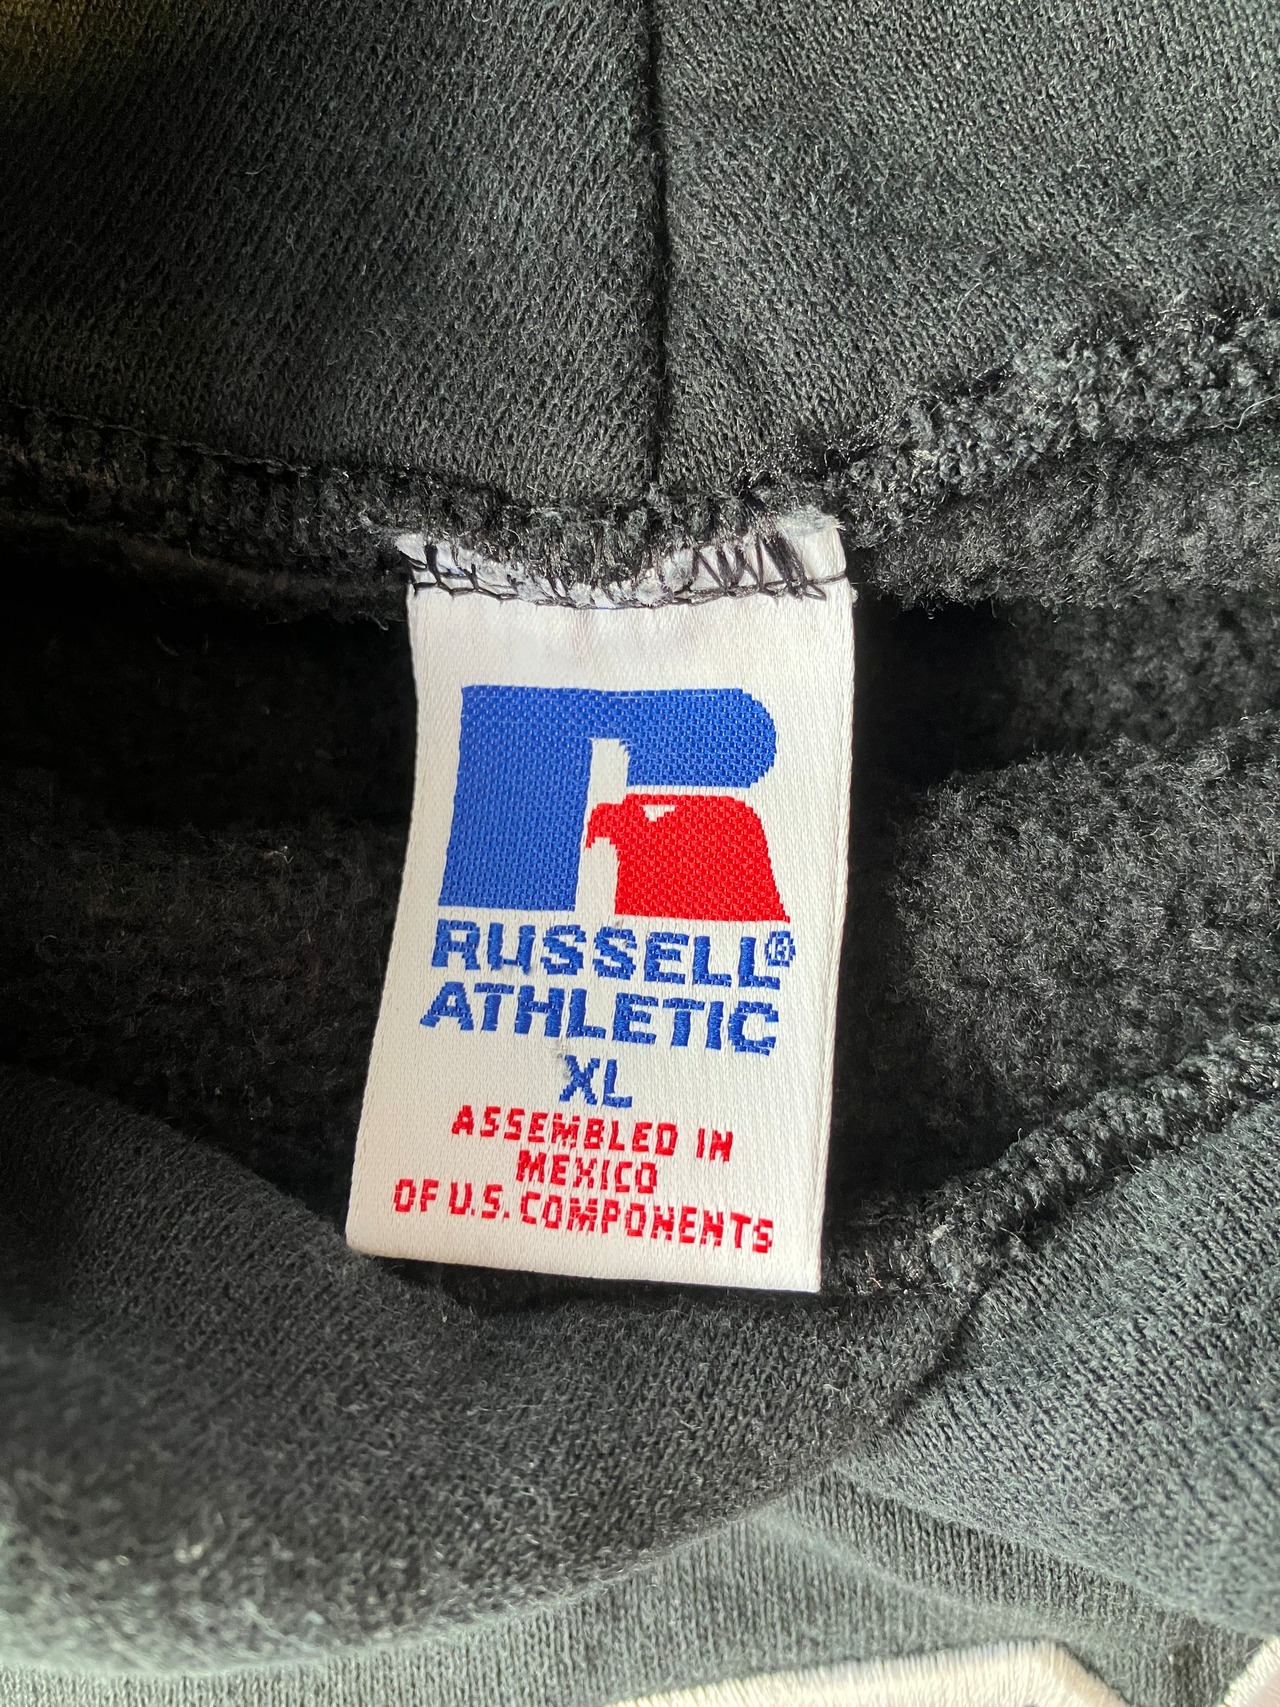 RUSSELL®
ATHLETIC
XL
ASSEMBLED IN
MEXICO
OF U.S. COMPONENTS